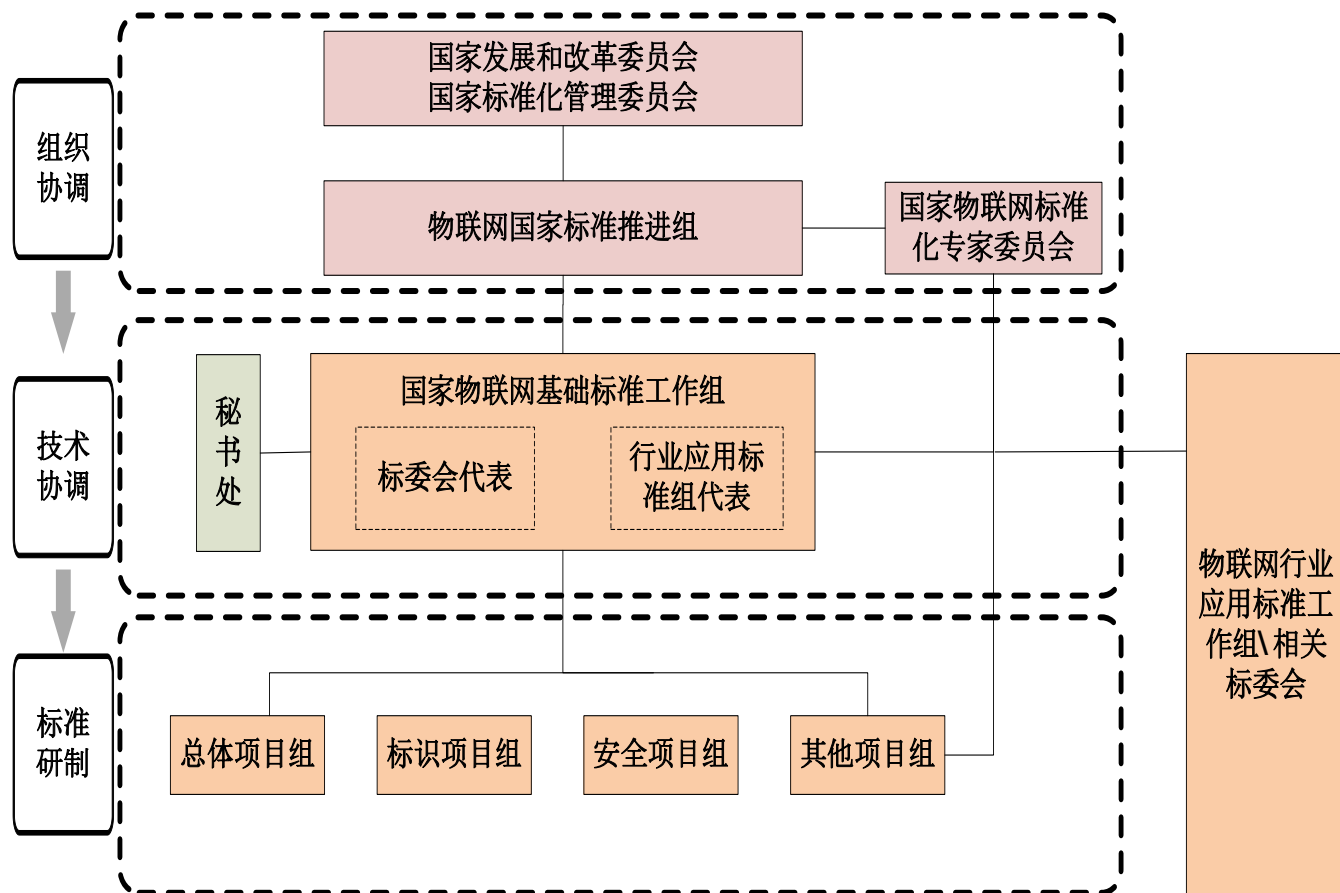 国家发展和改革委员会
国家标准化管理委员会
组织
协调
物联网国家标准推进组
国家物联网标准
化专家委员会
技术
协调
秘
书
处
国家物联网基础标准工作组
标委会代表
行业应用标
准组代表
物联网行业
应用标准工
作组\相关
标委会
标准
研制
总体项目组
标识项目组
安全项目组
其他项目组